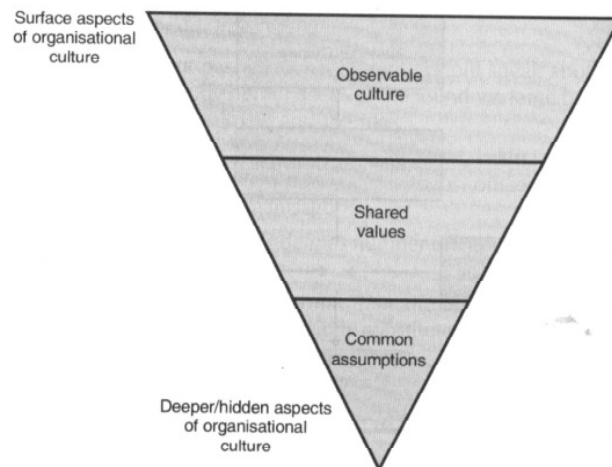 Surface aspects
of organisational
culture
Observable
culture
Shared
values
Common
assumptions
Deeper/hidden aspects
of organisational
culture